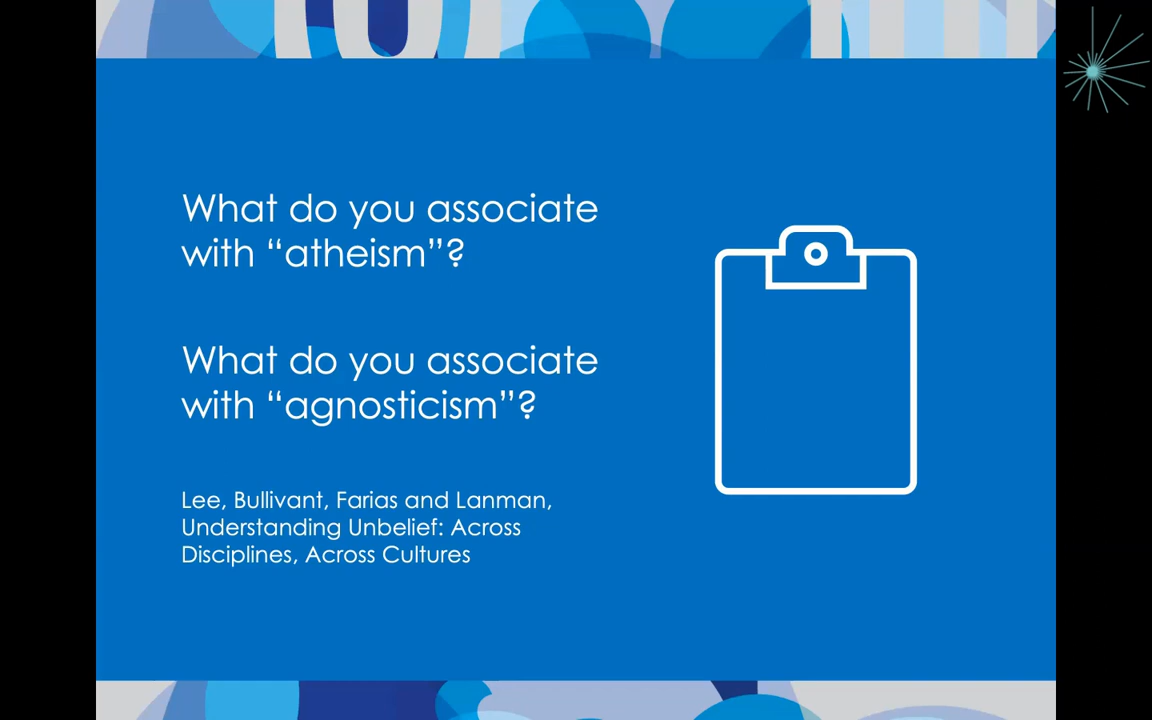 What do you associate
with “atheism”?
What do you associate
with “agnosticism”?
Lee, Bullivant, Farias and Lanman,
Understanding Unbelief: Across
Disciplines, Across Cultures